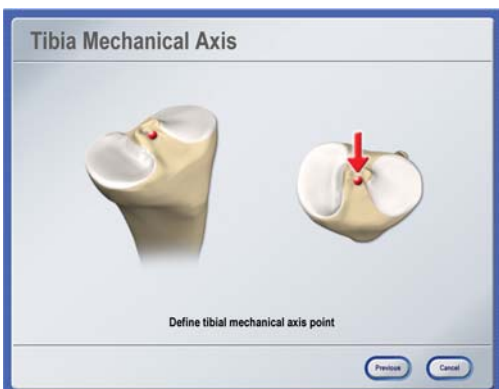 Tibia Mechanical Axis
Define tibial mechanical axis point
Previous
Cancel